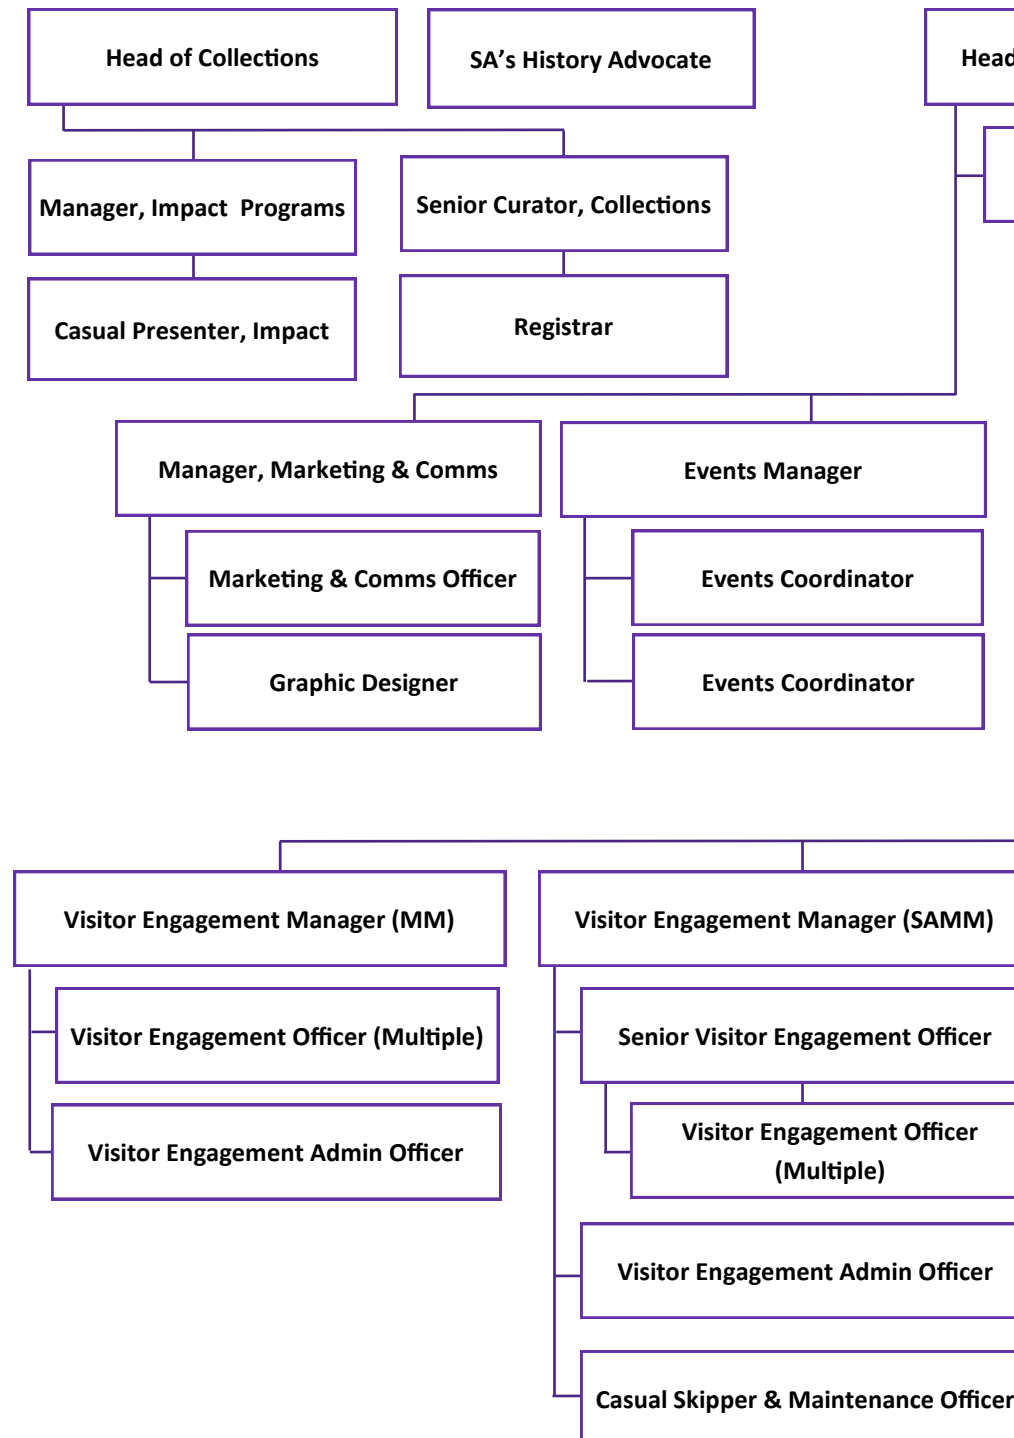 Head of Collections
SA's History Advocate
Head
Manager, Impact  Programs
Senior Curator, Collections
Casual Presenter, Impact
Registrar
Manager, Marketing & Comms
Events Manager
Marketing & Comms Officer
Events Coordinator
Graphic Designer
Events Coordinator
Visitor Engagement Manager (MM)
Visitor Engagement Manager (SAMM)
Visitor Engagement Officer (Multiple)
Senior Visitor Engagement Officer
Visitor Engagement Admin Officer
Visitor Engagement Officer
(Multiple)
Visitor Engagement Admin Officer
Casual Skipper & Maintenance Officer